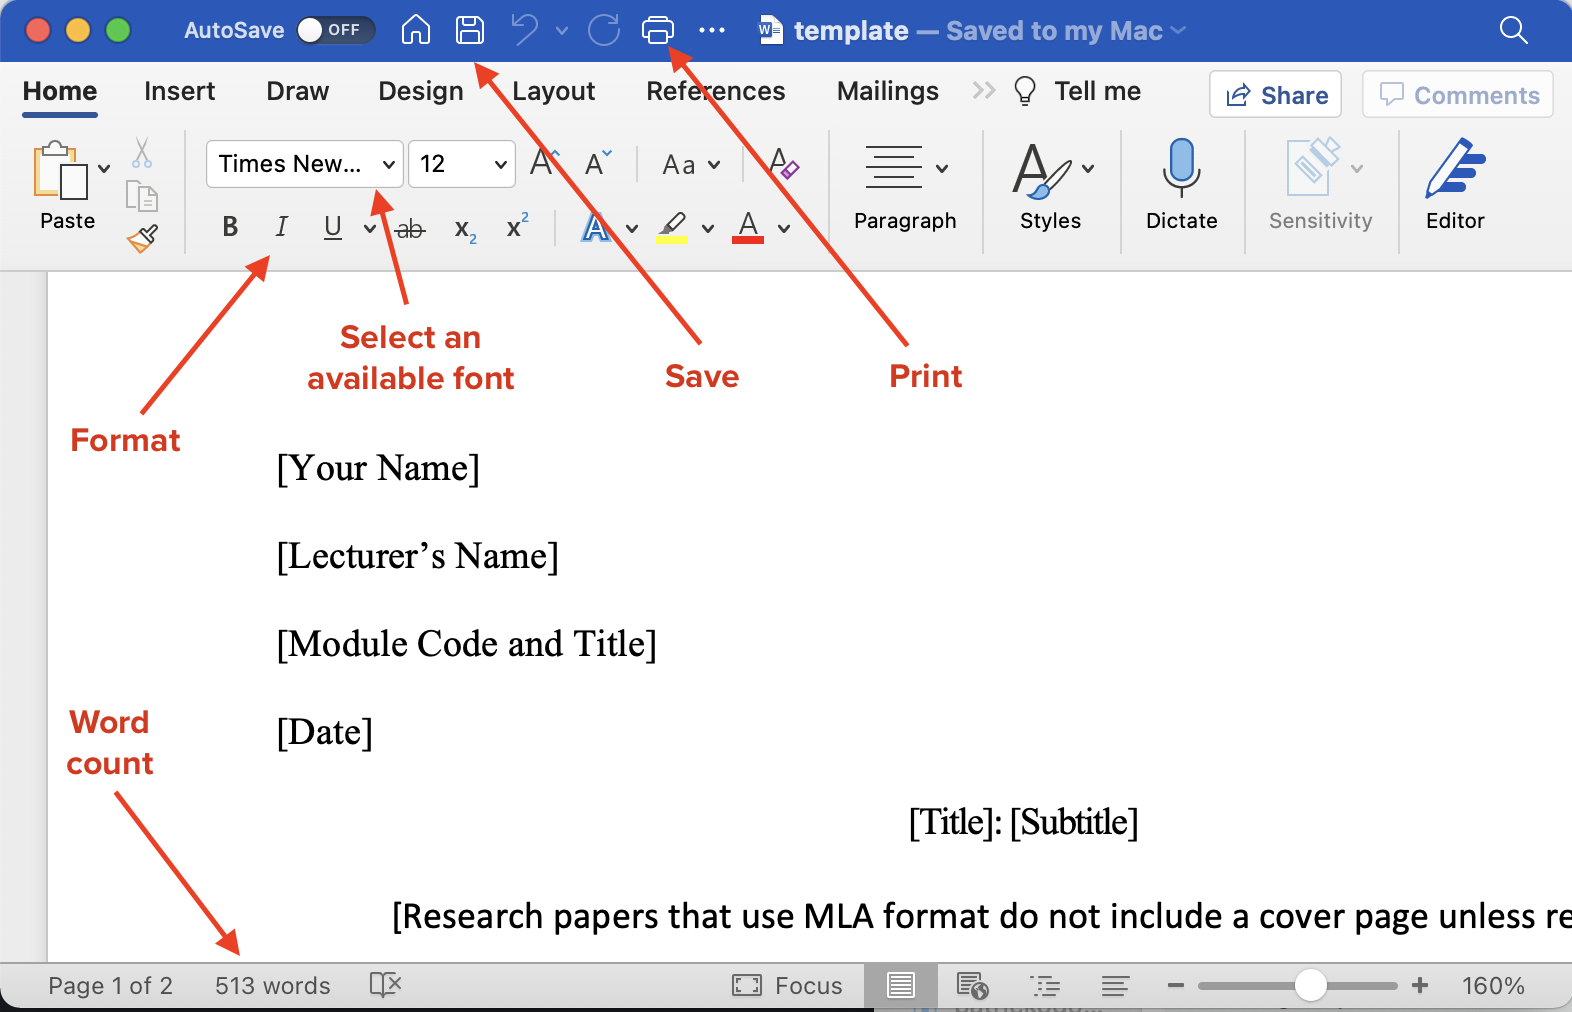 AutoSave OFF template — Saved to my Mac
Home Insert Draw Design Layout References Mailings Tell me Share Comments
Times New... 12 Aa
Paste B I U ab x2 x2 A A Paragraph Styles Dictate Sensitivity Editor
Select an
available font
Save Print
Format
[Your Name]
[Lecturer’s Name]
[Module Code and Title]
[Date]
Word
count
[Title]: [Subtitle]
[Research papers that use MLA format do not include a cover page unless re
Page 1 of 2 513 words Focus 160%